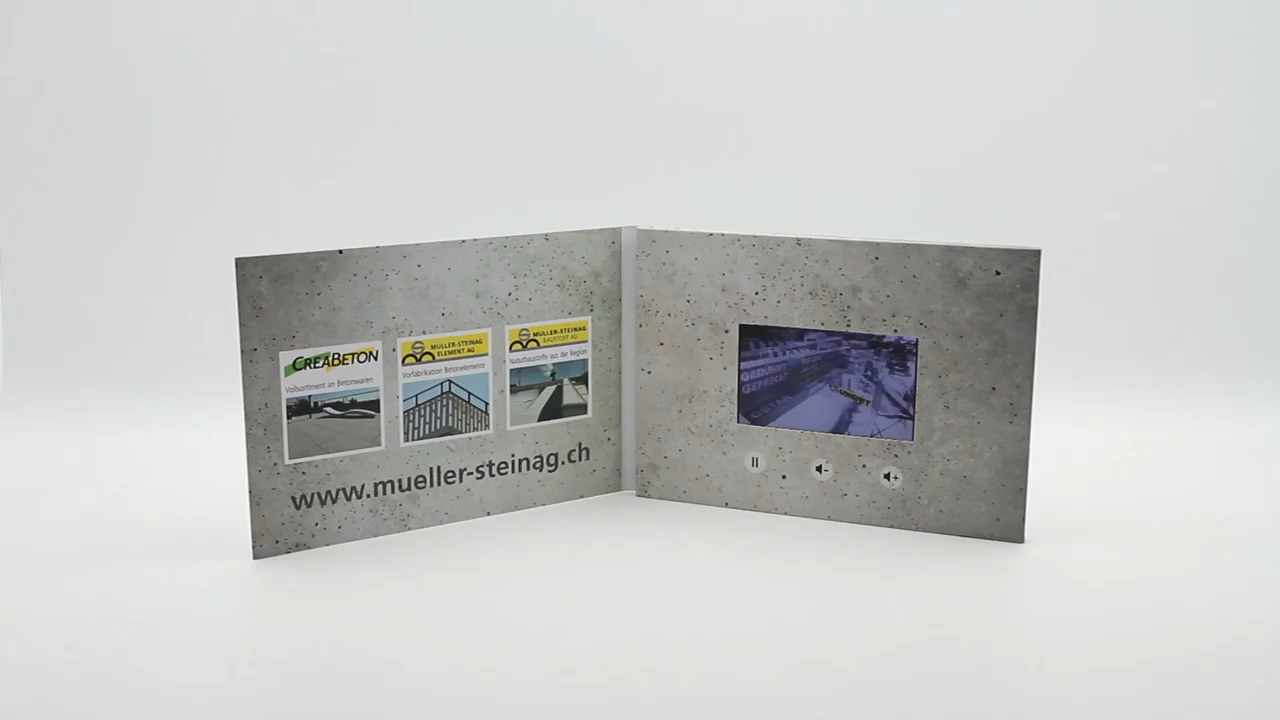 CREABETON
Vollsortiment an Betonwaren
MÜLLER-STEINAG
ELEMENT AG
Vorfabrikation Betonelemente
MÜLLER-STEINAG
BAUSTOFF AG
Naturbaustoffe aus der Region
www.mueller-steinag.ch
GEMISCHT